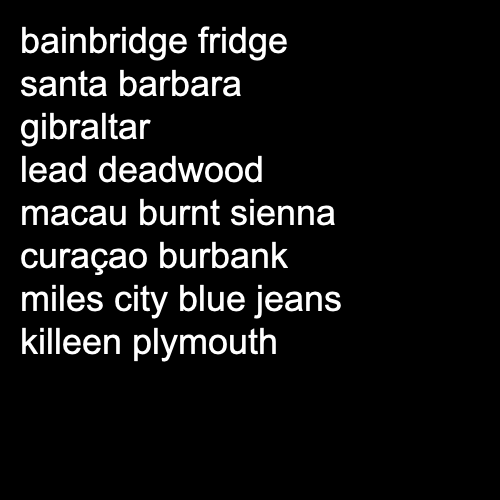 bainbridge fridge
santa barbara
gibraltar
lead deadwood
macau burnt sienna
curaçao burbank
miles city blue jeans
killeen plymouth